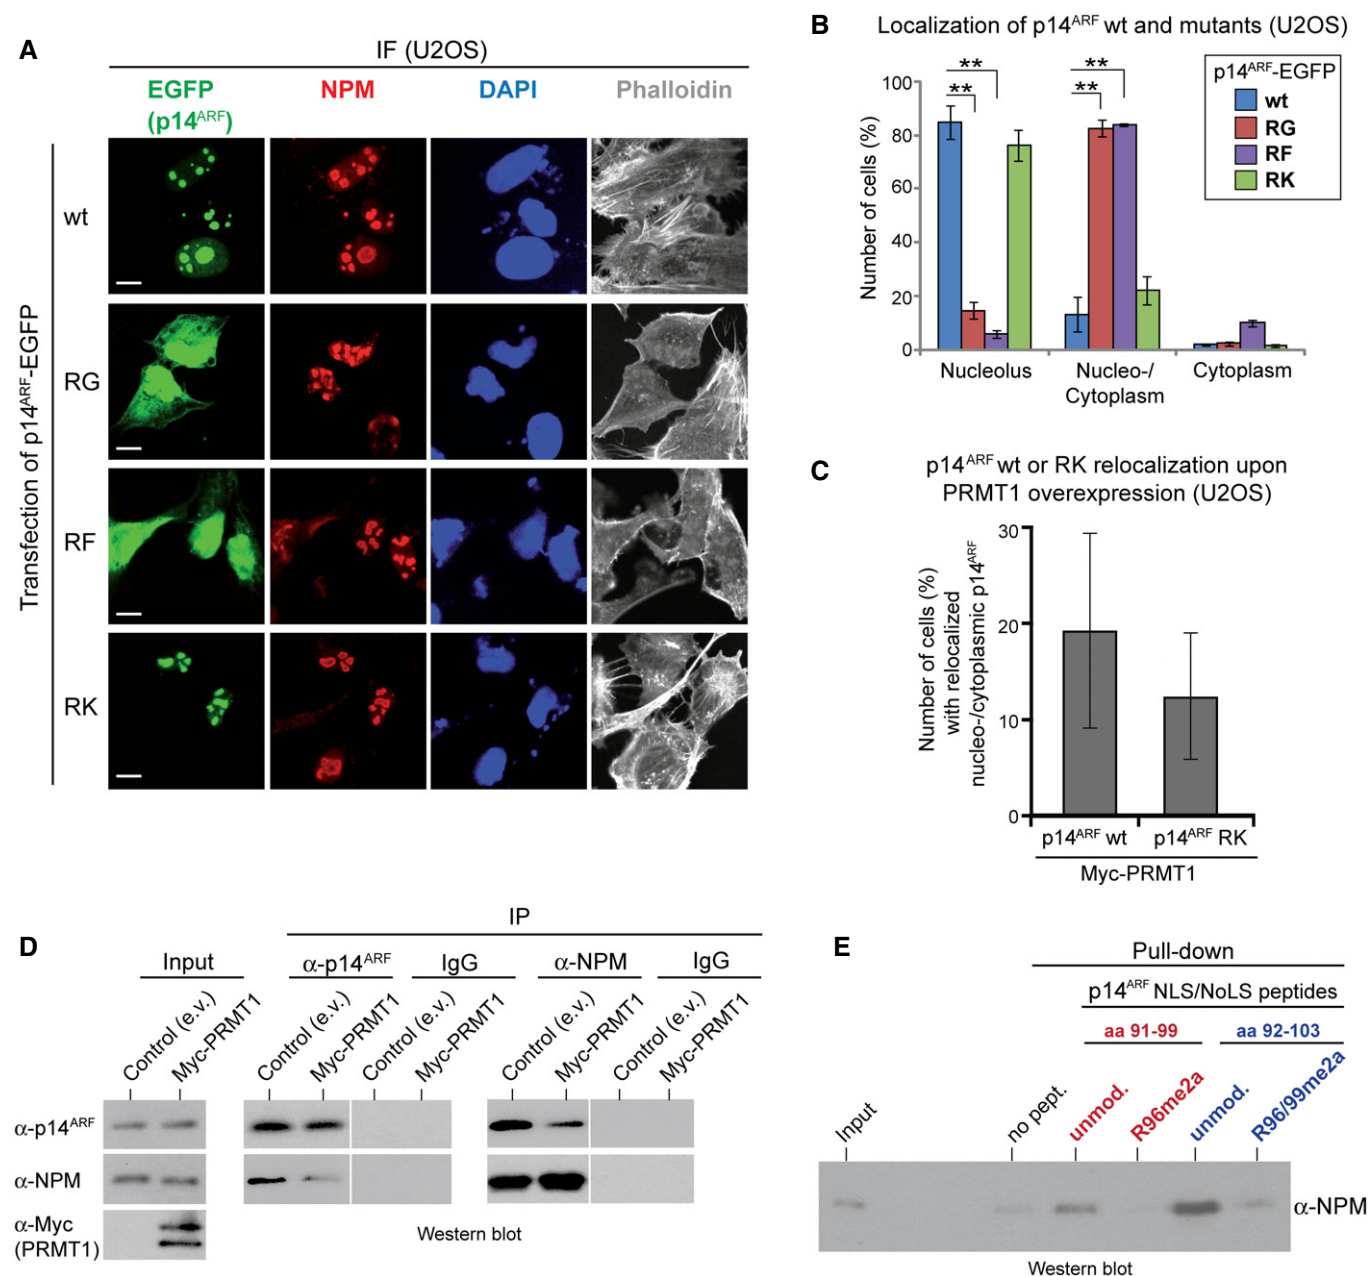 A
IF (U2OS)
EGFP
(p14ARF)
NPM
DAPI
Phalloidin
Transfection of p14ARF-EGFP
wt
RG
RF
RK
B
Localization of p14ARF wt and mutants (U2OS)
Number of cells (%)
100
80
60
40
20
0
** **
** **
Nucleolus
Nucleo-/
Cytoplasm
Cytoplasm
p14ARF-EGFP
wt
RG
RF
RK
C
p14ARF wt or RK relocalization upon
PRMT1 overexpression (U2OS)
Number of cells (%)
with relocalized
nucleo-/cytoplasmic p14ARF
30
20
10
0
p14ARF wt
p14ARF RK
Myc-PRMT1
D
IP
Input
α-p14ARF
IgG
α-NPM
IgG
Control (e.v.)
Myc-PRMT1
Control (e.v.)
Myc-PRMT1
Control (e.v.)
Myc-PRMT1
Control (e.v.)
Myc-PRMT1
Control (e.v.)
Myc-PRMT1
α-p14ARF
α-NPM
α-Myc
(PRMT1)
Western blot
E
Pull-down
p14ARF NLS/NoLS peptides
aa 91-99
aa 92-103
Input
no pept.
unmod.
R96me2a
unmod.
R96/99me2a
α-NPM
Western blot